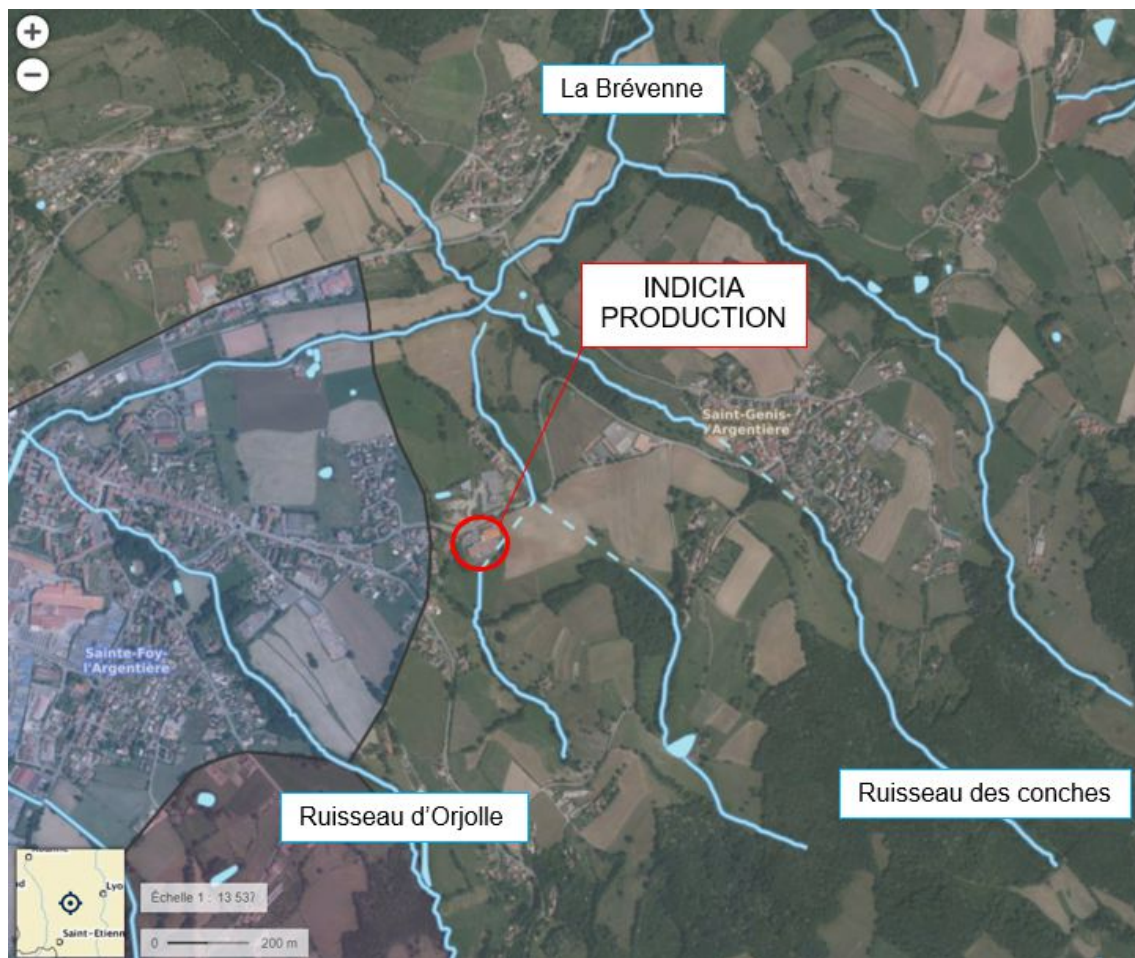 +
−
La Brévenne
INDICIA
PRODUCTION
Saint-Genis-
l'Argentière
Sainte-Foy-
l'Argentière
Ruisseau d'Orjolle
Ruisseau des conches
Lyo
Saint-Etienn
Échelle 1 : 13 537
0
200 m